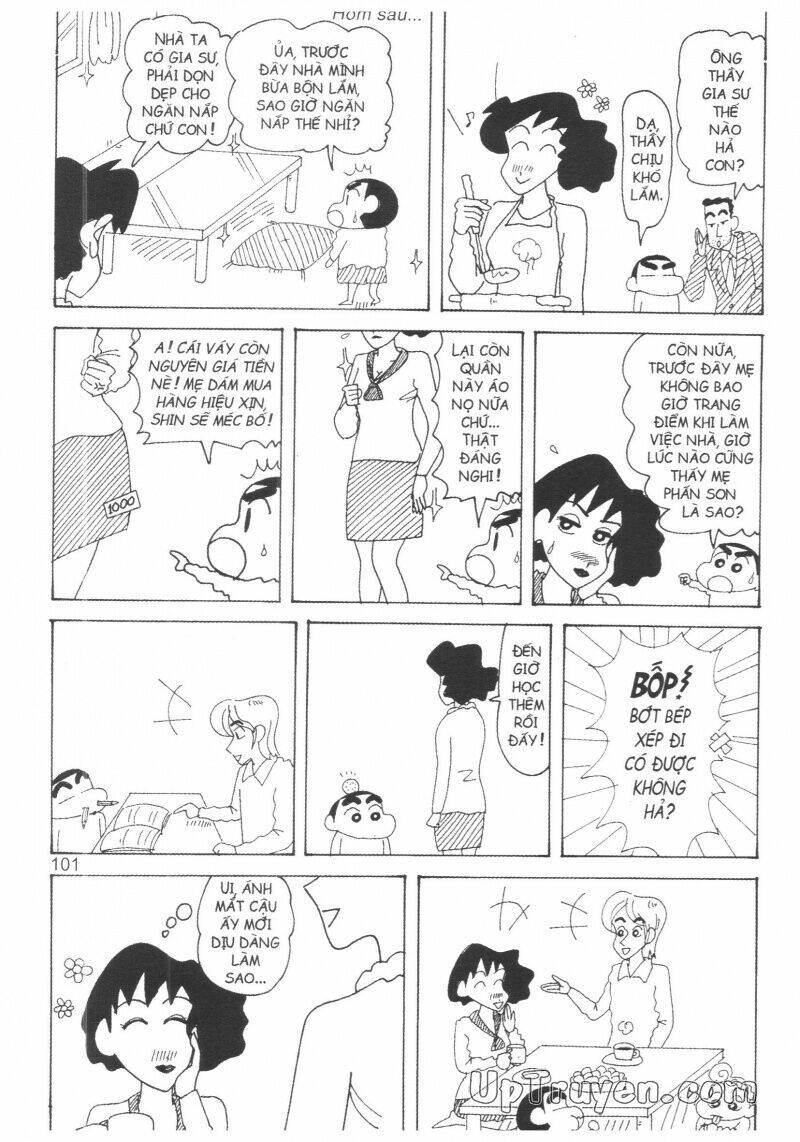 Hôm sau...
NHÀ TA
CÓ GIA SƯ,
PHẢI DỌN
DẸP CHO
NGĂN NẮP
CHỨ CON!
ỦA, TRƯỚC
ĐÂY NHÀ MÌNH
BỪA BỘN LẮM,
SAO GIỜ NGĂN
NẮP THẾ NHỈ?
ÔNG
THẦY
GIA SƯ
THẾ
NÀO
HẢ
CON?
DẠ,
THẦY
CHỊU
KHÓ
LẮM.
A! CÁI VÁY CÒN
NGUYÊN GIÁ TIỀN
NÈ! MẸ DÁM MUA
HÀNG HIỆU XỊN,
SHIN SẼ MÉC BỐ!
1000
LẠI CÒN
QUẦN
NÀY ÁO
NỌ NỮA
CHỨ...
THẬT
ĐÁNG
NGHI!
CÒN NỮA,
TRƯỚC ĐÂY MẸ
KHÔNG BAO
GIỜ TRANG
ĐIỂM KHI LÀM
VIỆC NHÀ, GIỜ
LÚC NÀO CŨNG
THẤY MẸ
PHẤN SON
LÀ SAO?
ĐẾN
GIỜ
HỌC
THÊM
RỒI
ĐẤY!
BỐP!
BỚT BÉP
XÉP ĐI
CÓ ĐƯỢC
KHÔNG
HẢ?
101
UI, ÁNH
MẮT CẬU
ẤY MỚI
DỊU DÀNG
LÀM
SAO...
UpTruyen.com